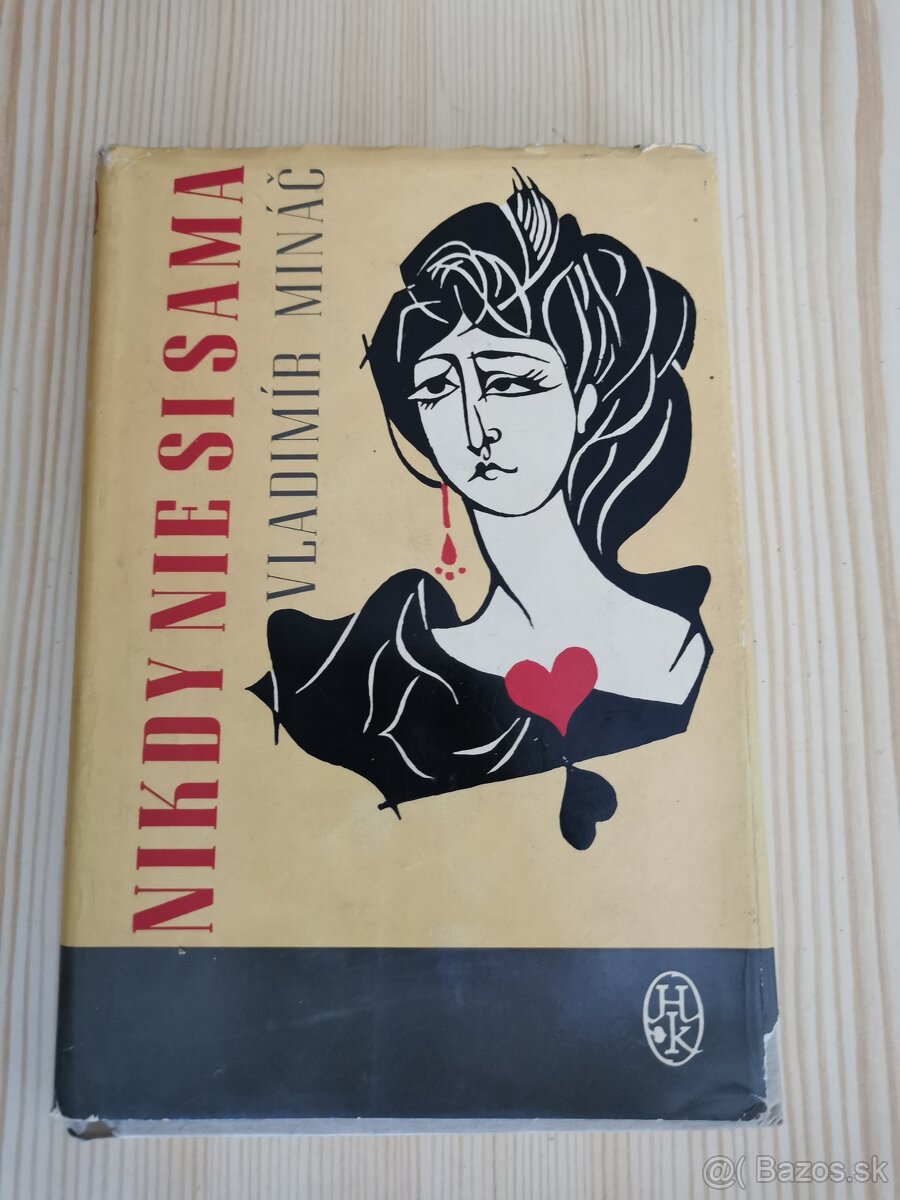 NIKDY NIE SI SAMA
VLADIMÍR MINÁČ
HK
@( Bazos.sk